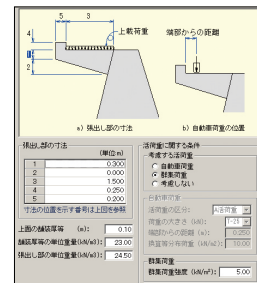 5 3
上載荷重
端部からの距離
4
1
2
a) 張出し部の寸法
b) 自動車荷重の位置
張出し部の寸法
(単位:m)
1 0.300
2 0.000
3 1.500
4 0.250
5 0.200
寸法の位置を示す番号は上図を参照
上面の舗装厚等 (m): 0.10
舗装厚等の単位重量(kN/m3): 23.00
張出し部の単位重量(kN/m3): 24.50
活荷重に関する条件
考慮する活荷重
自動車荷重
群集荷重
考慮しない
自動車荷重
活荷重の区分: A活荷重
荷重の大きさ (kN): T-25
端部からの距離 (m): 0.250
換算等分布荷重 (kN/m2): 10.00
群集荷重
群集荷重強度 (kN/m²): 5.00